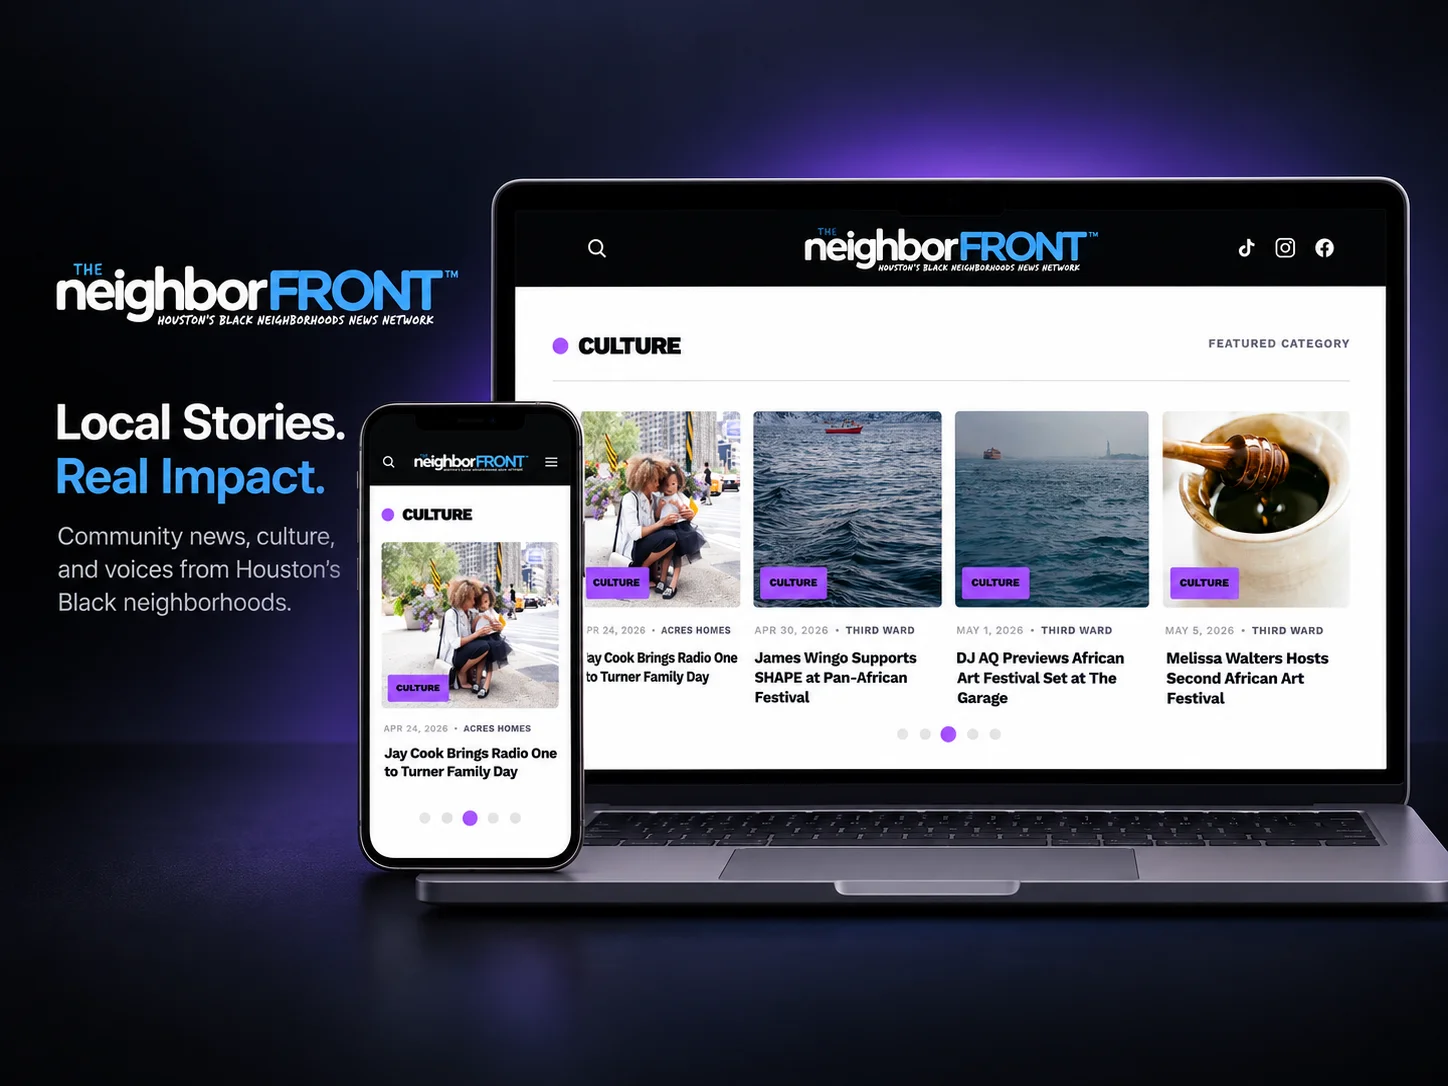 THE
neighborFRONT™
HOUSTON'S BLACK NEIGHBORHOODS NEWS NETWORK
Local Stories.
Real Impact.
Community news, culture,
and voices from Houston's
Black neighborhoods.
neighborFRONT
CULTURE
CULTURE
APR 24, 2026 • ACRES HOMES
Jay Cook Brings Radio One
to Turner Family Day
THE
neighborFRONT™
HOUSTON'S BLACK NEIGHBORHOODS NEWS NETWORK
CULTURE
FEATURED CATEGORY
CULTURE
PR 24, 2026 • ACRES HOMES
ay Cook Brings Radio One
to Turner Family Day
CULTURE
APR 30, 2026 • THIRD WARD
James Wingo Supports
SHAPE at Pan-African
Festival
CULTURE
MAY 1, 2026 • THIRD WARD
DJ AQ Previews African
Art Festival Set at The
Garage
CULTURE
MAY 5, 2026 • THIRD WARD
Melissa Walters Hosts
Second African Art
Festival